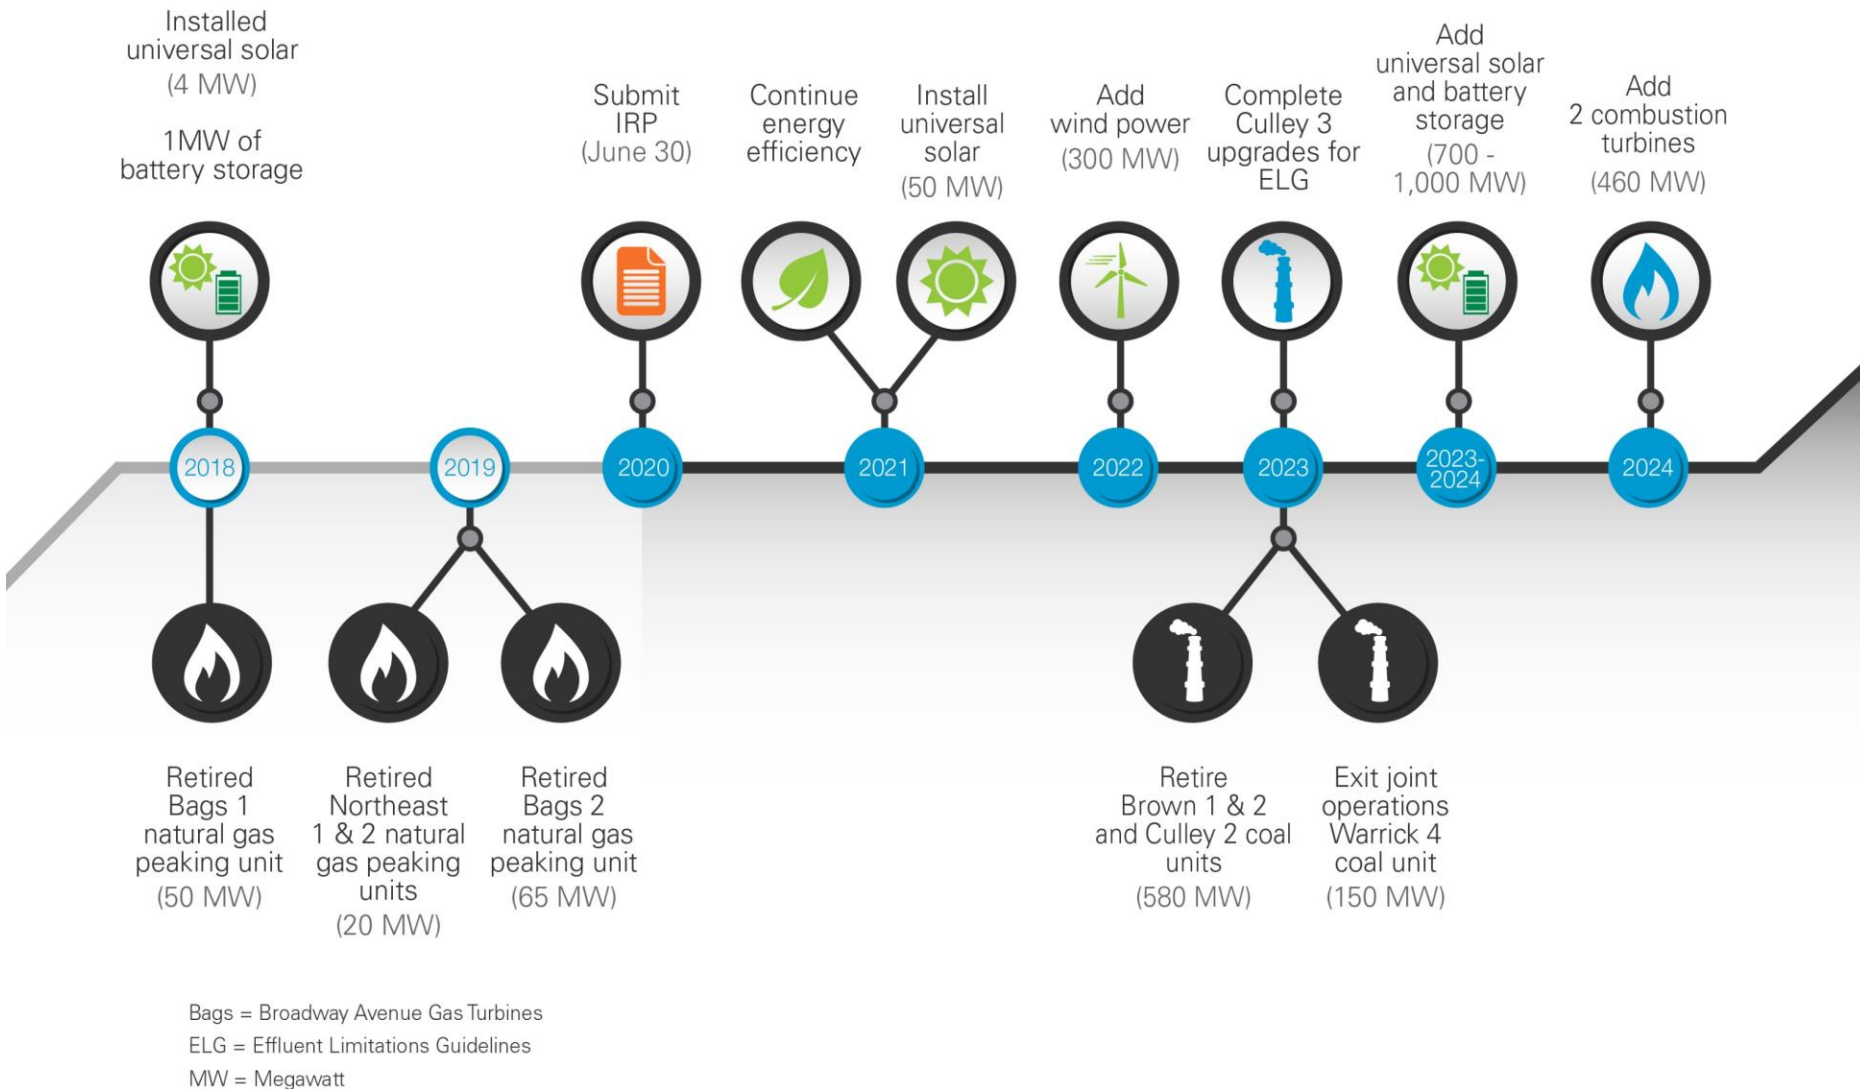 Installed
universal solar
(4 MW)
1MW of
battery storage
Submit
IRP
(June 30)
Continue
energy
efficiency
Install
universal
solar
(50 MW)
Add
wind power
(300 MW)
Complete
Culley 3
upgrades for
ELG
Add
universal solar
and battery
storage
(700 -
1,000 MW)
Add
2 combustion
turbines
(460 MW)
2018
2019
2020
2021
2022
2023
2023-
2024
2024
Retired
Bags 1
natural gas
peaking unit
(50 MW)
Retired
Northeast
1 & 2 natural
gas peaking
units
(20 MW)
Retired
Bags 2
natural gas
peaking unit
(65 MW)
Retire
Brown 1 & 2
and Culley 2 coal
units
(580 MW)
Exit joint
operations
Warrick 4
coal unit
(150 MW)
Bags = Broadway Avenue Gas Turbines
ELG = Effluent Limitations Guidelines
MW = Megawatt